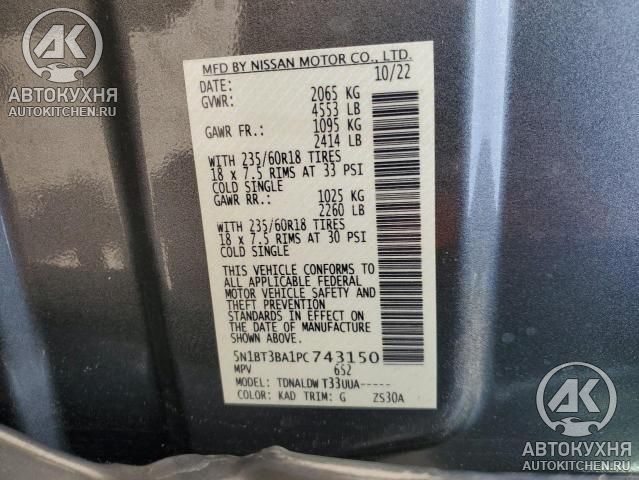 AK
АВТОКУХНЯ
AUTOKITCHEN.RU
MFD BY NISSAN MOTOR CO., LTD.
DATE: 10/22
GVWR: 2065 KG
4553 LB
GAWR FR.: 1095 KG
2414 LB
WITH 235/60R18 TIRES
18 x 7.5 RIMS AT 33 PSI
COLD SINGLE
GAWR RR.: 1025 KG
2260 LB
WITH 235/60R18 TIRES
18 x 7.5 RIMS AT 30 PSI
COLD SINGLE
THIS VEHICLE CONFORMS TO
ALL APPLICABLE FEDERAL
MOTOR VEHICLE SAFETY AND
THEFT PREVENTION
STANDARDS IN EFFECT ON
THE DATE OF MANUFACTURE
SHOWN ABOVE.
5N1BT3BA1PC743150
MPV 6S2
MODEL: TDNALDW T33UUA-----
COLOR: KAD TRIM: G ZS30A
AK
АВТОКУХНЯ
AUTOKITCHEN.RU